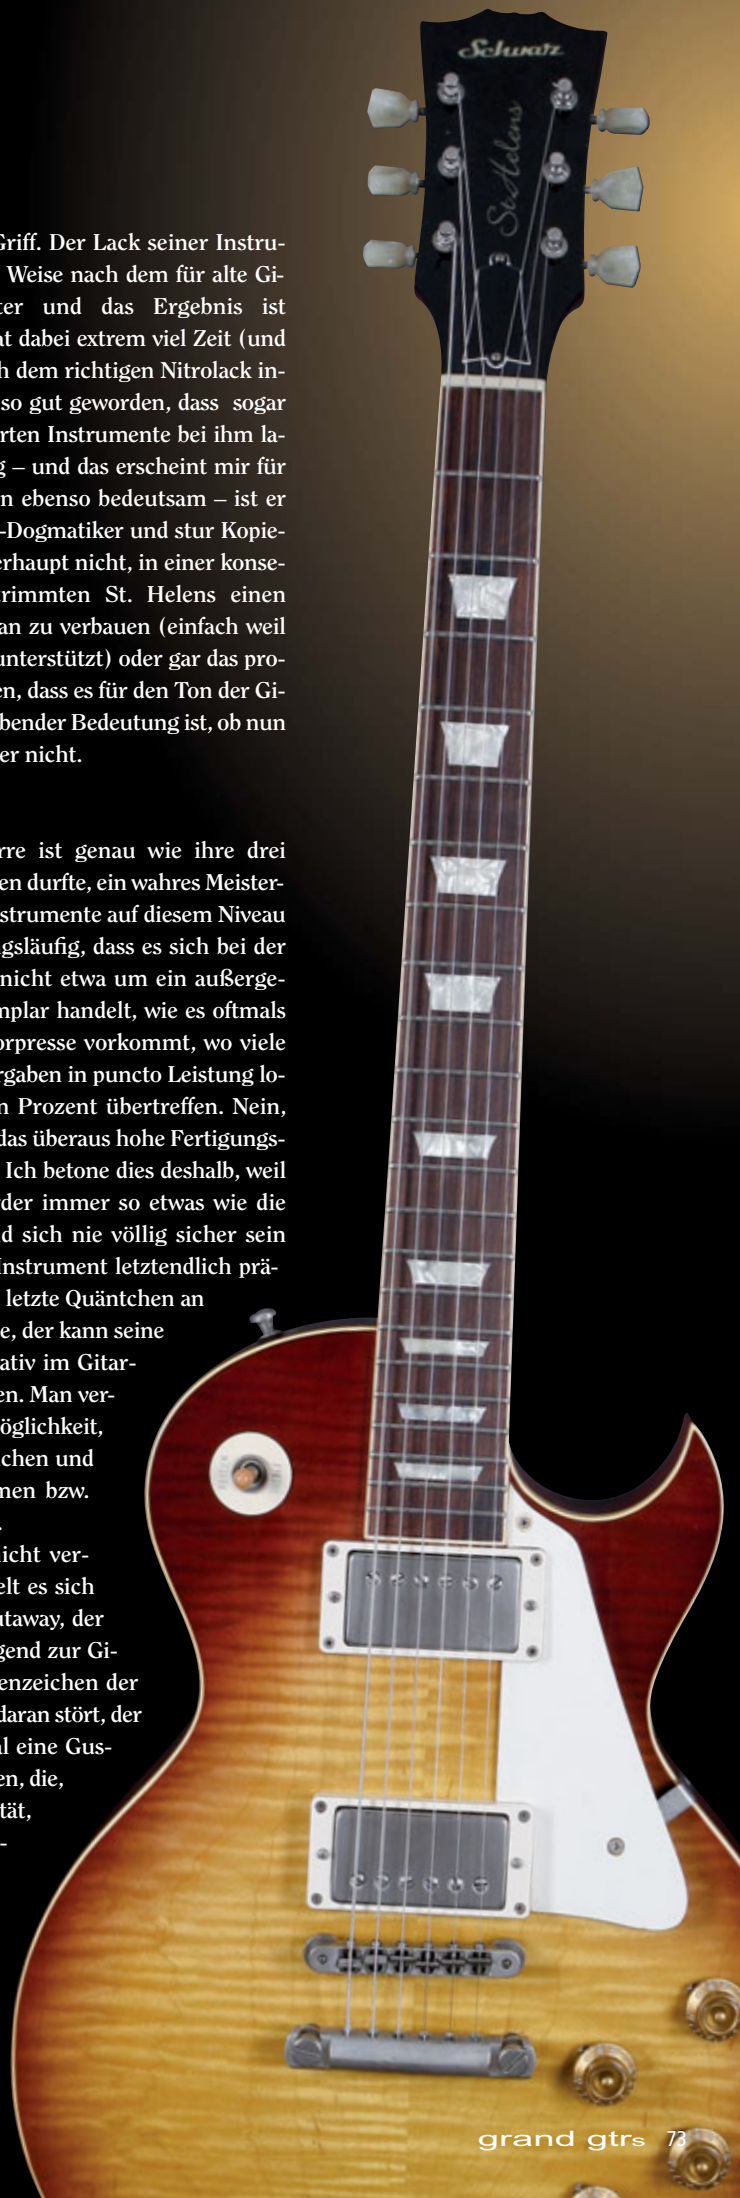 Schwarz
St. Helens
Griff. Der Lack seiner Instru-
Weise nach dem für alte Gi-
ter und das Ergebnis ist
at dabei extrem viel Zeit (und
h dem richtigen Nitrolack in-
so gut geworden, dass sogar
rten Instrumente bei ihm la-
g – und das erscheint mir für
n ebenso bedeutsam – ist er
-Dogmatiker und stur Kopie-
erhaupt nicht, in einer konse-
rimmten St. Helens einen
an zu verbauen (einfach weil
unterstützt) oder gar das pro-
en, dass es für den Ton der Gi-
bender Bedeutung ist, ob nun
er nicht.
rre ist genau wie ihre drei
en durfte, ein wahres Meister-
strumente auf diesem Niveau
gsläufig, dass es sich bei der
nicht etwa um ein außerge-
mplar handelt, wie es oftmals
orpresse vorkommt, wo viele
rgaben in puncto Leistung lo-
n Prozent übertreffen. Nein,
das überaus hohe Fertigungs-
Ich betone dies deshalb, weil
rder immer so etwas wie die
d sich nie völlig sicher sein
Instrument letztendlich prä-
letzte Quäntchen an
e, der kann seine
ativ im Gitar-
en. Man ver-
öglichkeit,
chen und
men bzw.
.
icht ver-
elt es sich
taway, der
gend zur Gi-
enzeichen der
daran stört, der
al eine Gus-
en, die,
tät,
-
grand gtrs 73